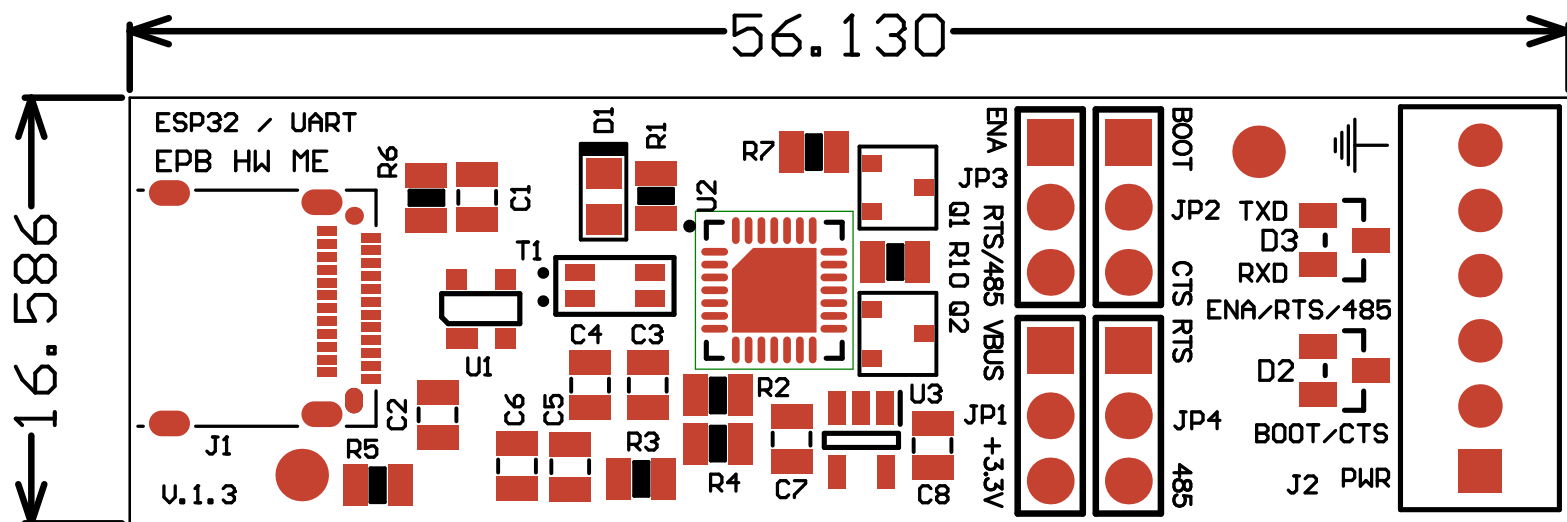 56.130
16.586
ESP32 / UART
EPB HW ME
R6
C1
D1
R1
U2
R7
ENA
BOOT
JP3
JP2
Q1 R10 Q2
RTS/485
CTS
TXD
D3
RXD
ENA/RTS/485
T1
C4
C3
U1
VBUS
RTS
D2
R2
U3
C2
C6
C5
JP1
JP4
BOOT/CTS
J1
R5
R3
R4
C7
C8
+3.3V
485
J2
PWR
V.1.3